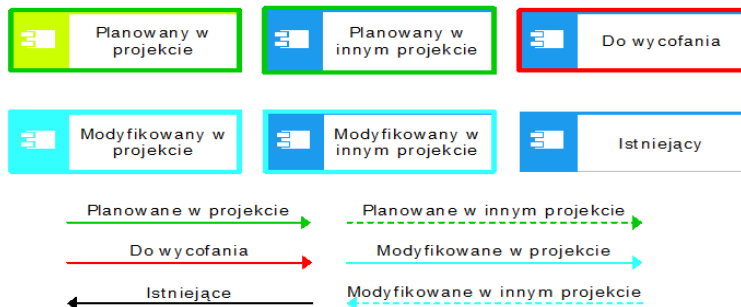 Planowany w
projekcie
Planowany w
innym projekcie
Do wycofania
Modyfikowany w
projekcie
Modyfikowany w
innym projekcie
Istniejący
Planowane w projekcie
Planowane w innym projekcie
Do wycofania
Modyfikowane w projekcie
Istniejące
Modyfikowane w innym projekcie